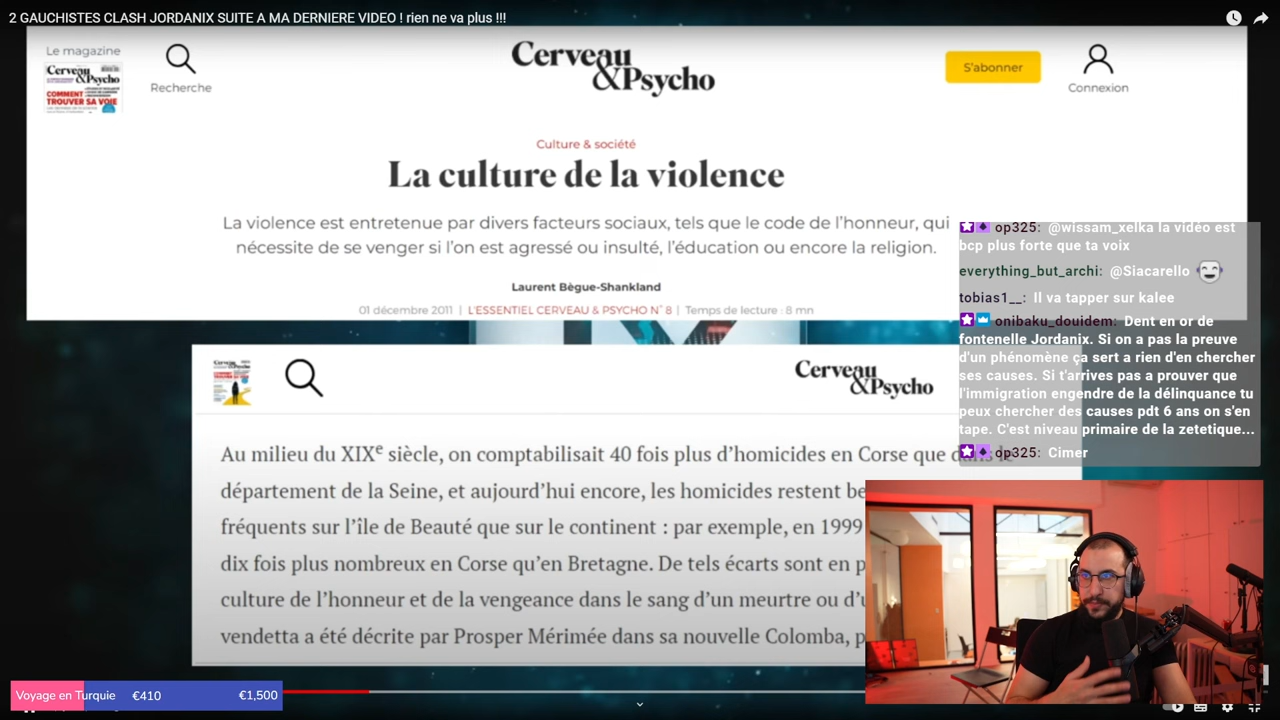 2 GAUCHISTES CLASH JORDANIX SUITE A MA DERNIERE VIDEO ! rien ne va plus !!!
Le magazine
Cerveau
&Psycho
COMMENT
TROUVER SA VOIE
Recherche
Cerveau
&Psycho
S'abonner
Connexion
Culture & société
La culture de la violence
La violence est entretenue par divers facteurs sociaux, tels que le code de l'honneur, qui
nécessite de se venger si l'on est agressé ou insulté, l'éducation ou encore la religion.
Laurent Bègue-Shankland
01 décembre 2011 | L'ESSENTIEL CERVEAU & PSYCHO N° 8 | Temps de lecture : 8 mn
op325: @wissam_xelka la vidéo est
bcp plus forte que ta voix
everything_but_archi: @Siacarello
tobias1__: Il va tapper sur kalee
onibaku_douidem: Dent en or de
fontenelle Jordanix. Si on a pas la preuve
d'un phénomène ça sert a rien d'en chercher
ses causes. Si t'arrives pas a prouver que
l'immigration engendre de la délinquance tu
peux chercher des causes pdt 6 ans on s'en
tape. C'est niveau primaire de la zetetique...
op325: Cimer
Cerveau
&Psycho
Au milieu du XIXe siècle, on comptabilisait 40 fois plus d'homicides en Corse que dans le
département de la Seine, et aujourd'hui encore, les homicides restent be
fréquents sur l'île de Beauté que sur le continent : par exemple, en 1999
dix fois plus nombreux en Corse qu'en Bretagne. De tels écarts sont en p
culture de l'honneur et de la vengeance dans le sang d'un meurtre ou d'u
vendetta a été décrite par Prosper Mérimée dans sa nouvelle Colomba, p
Voyage en Turquie €410 €1,500